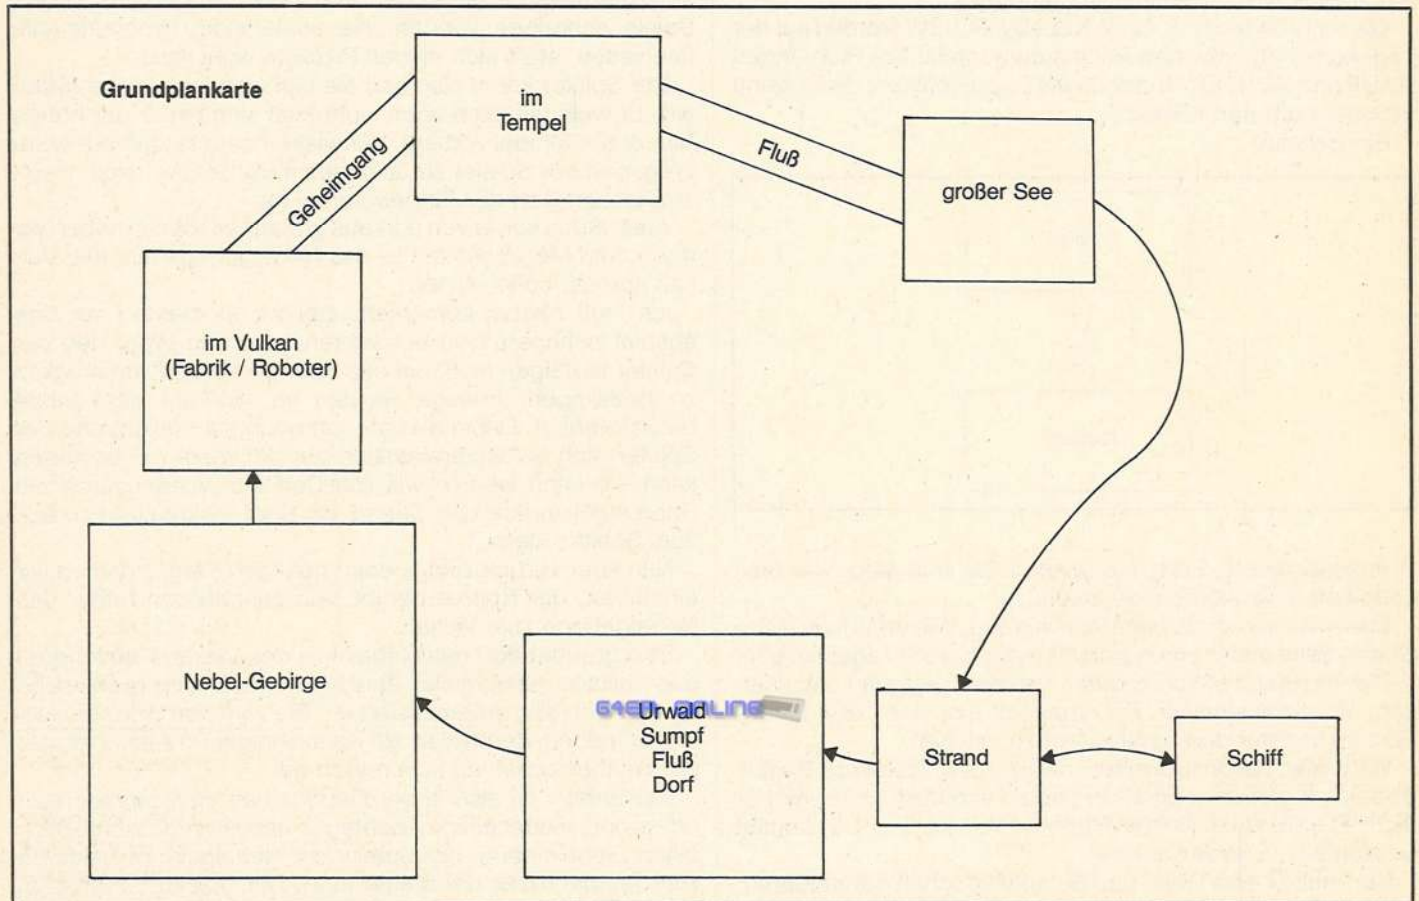 Grundplankarte
im
Tempel
Geheimgang
Fluß
großer See
im Vulkan
(Fabrik / Roboter)
Nebel-Gebirge
64ER ONLINE
Urwald
Sumpf
Fluß
Dorf
Strand
Schiff